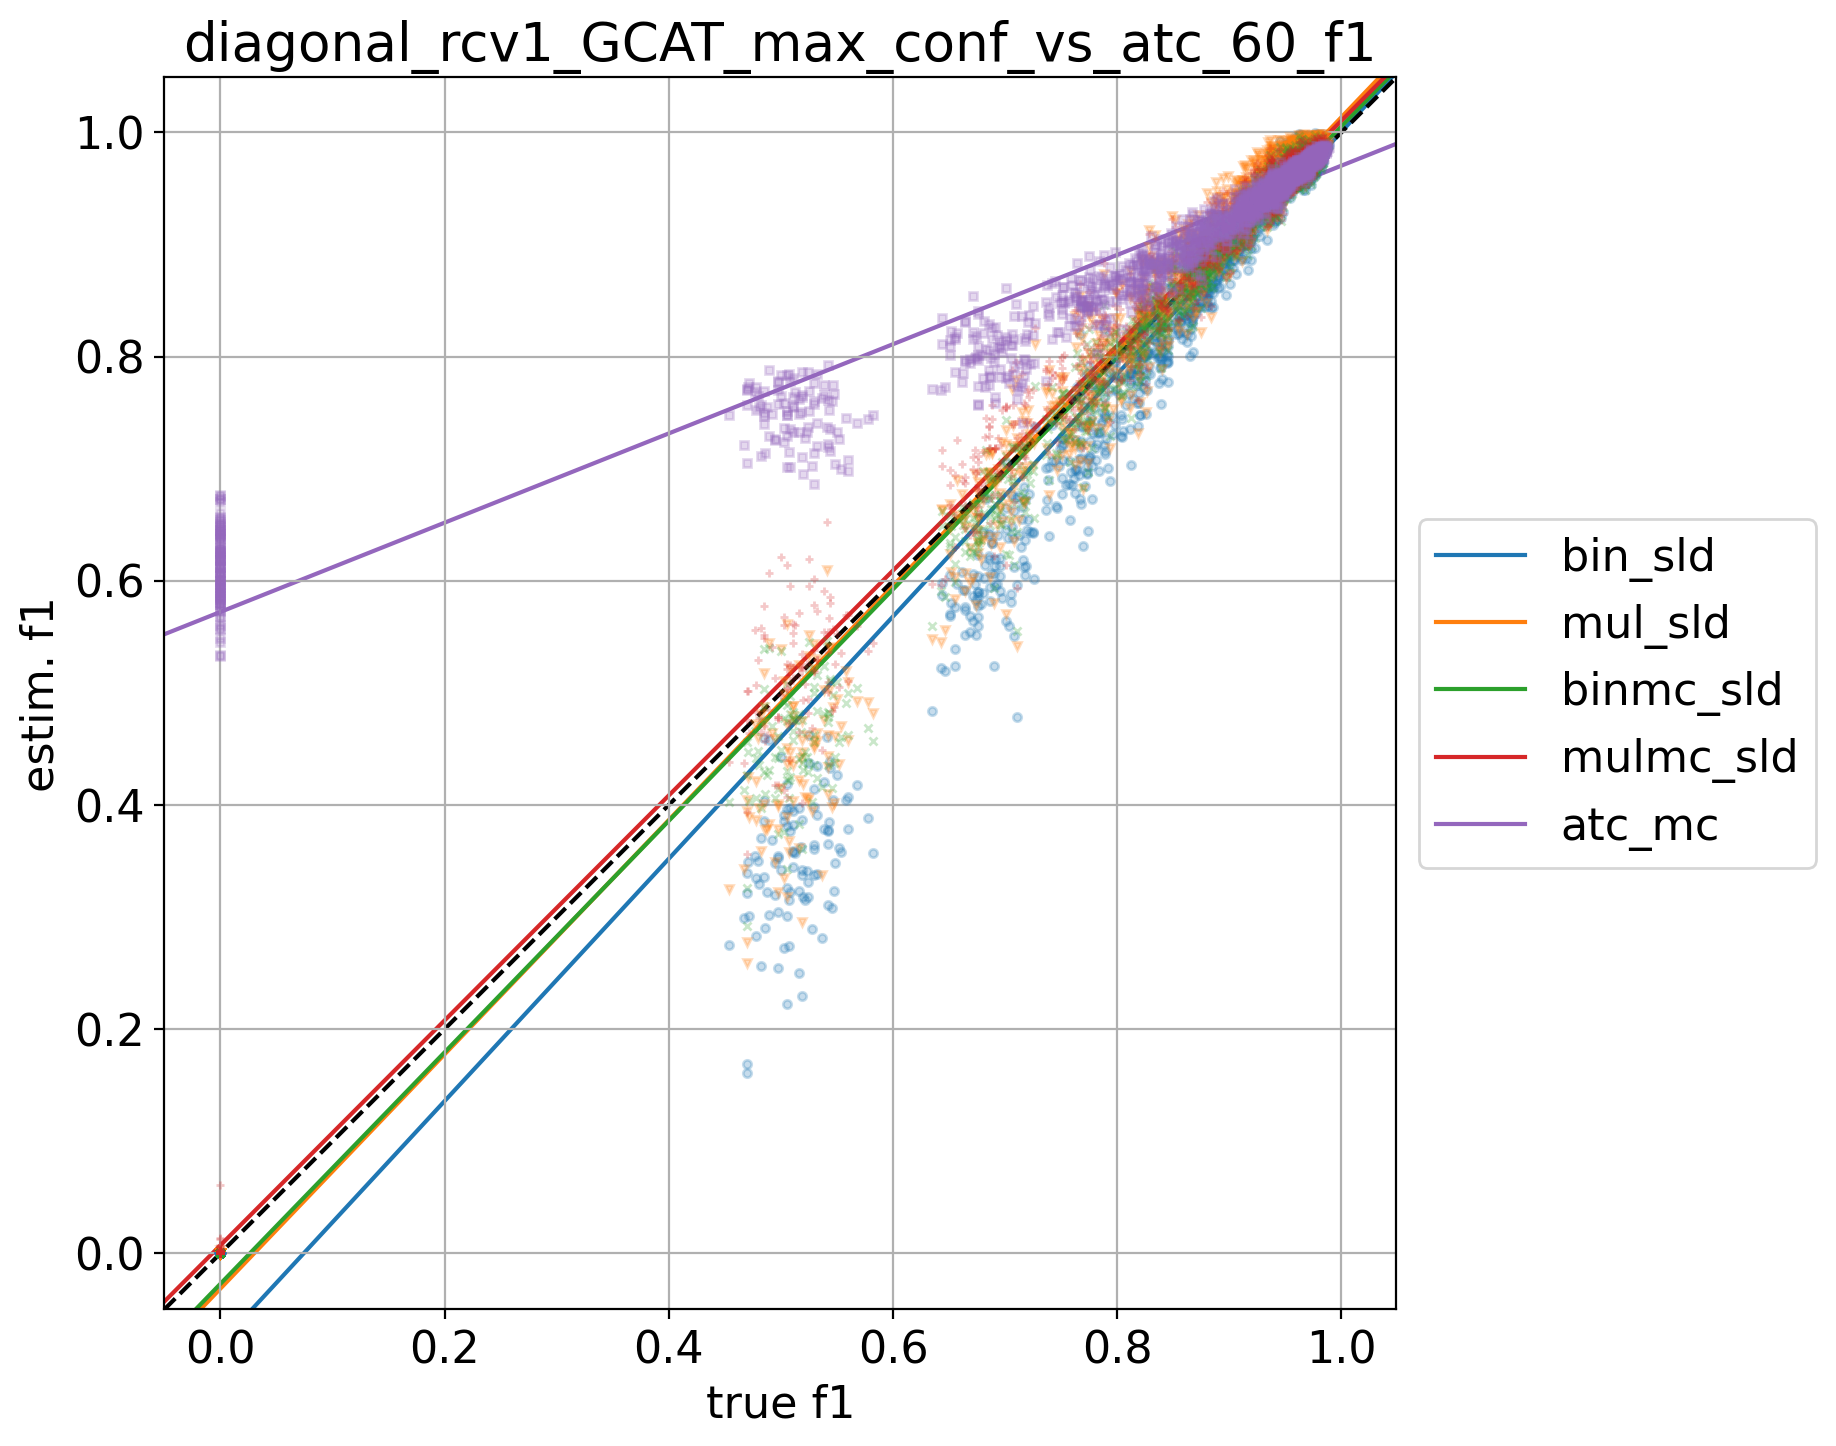 diagonal_rcv1_GCAT_max_conf_vs_atc_60_f1
1.0
0.8
0.6
0.4
0.2
0.0
estim. f1
0.0 0.2 0.4 0.6 0.8 1.0
true f1
bin_sld
mul_sld
binmc_sld
mulmc_sld
atc_mc